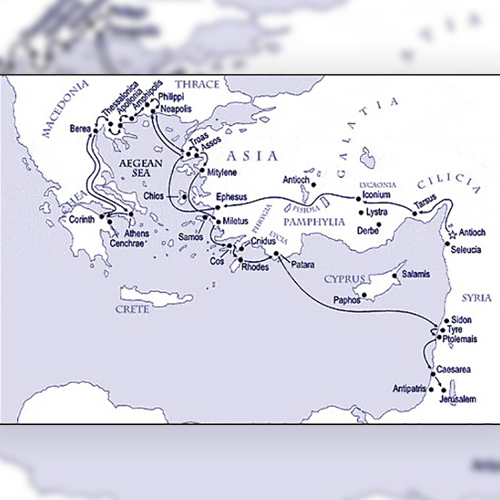 MACEDONIA
Thessalonica
Apollonia
Amphipolis
Philippi
Neapolis
THRACE
Berea
AEGEAN
SEA
Troas
Assos
ASIA
Mitylene
GALATIA
Antioch
LYCAONIA
Iconium
CILICIA
Chios
Ephesus
PISIDIA
Lystra
Tarsus
Corinth
Athens
Cenchrae
Samos
Miletus
PHRYGIA
LYCIA
PAMPHYLIA
Derbe
Antioch
Seleucia
Cos
Cnidus
Rhodes
Patara
CYPRUS
Salamis
Paphos
SYRIA
CRETE
Sidon
Tyre
Ptolemais
Caesarea
Antipatris
Jerusalem